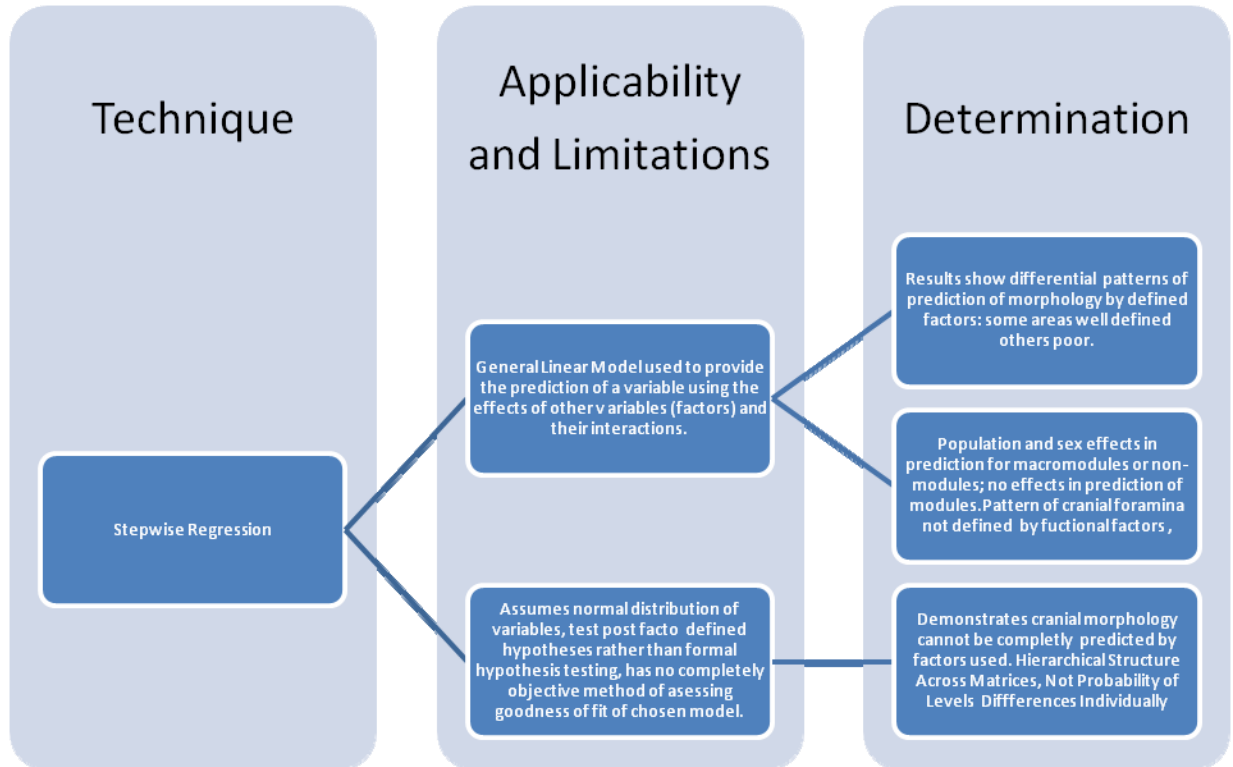 Technique
Applicability
and Limitations
Determination
Stepwise Regression
General Linear Model used to provide
the prediction of a variable using the
effects of other v ariables (factors) and
their interactions.
Assumes normal distribution of
variables, test post facto defined
hypotheses rather than formal
hypothesis testing, has no completely
objective method of asessing
goodness of fit of chosen model.
Results show differential patterns of
prediction of morphology by defined
factors: some areas well defined
others poor.
Population and sex effects in
prediction for macromodules or non-
modules; no effects in prediction of
modules.Pattern of cranial foramina
not defined by fuctional factors ,
Demonstrates cranial morphology
cannot be completly predicted by
factors used. Hierarchical Structure
Across Matrices, Not Probability of
Levels Diffferences Individually